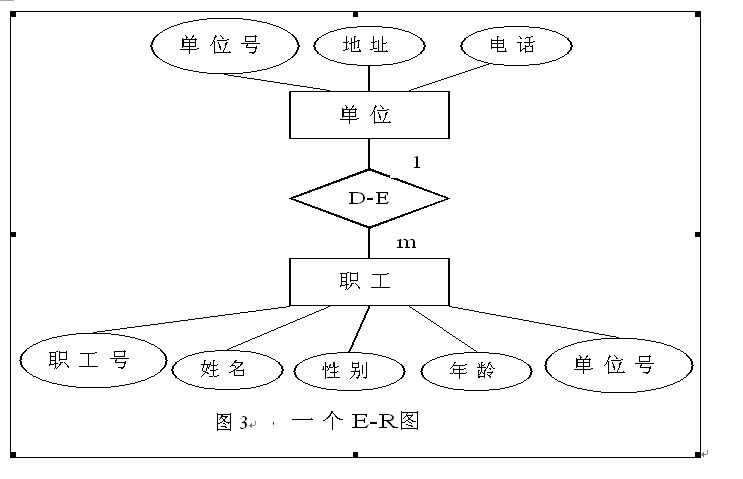 单位号 地址 电话
单位
1
D-E
m
职工
职工号 姓名 性别 年龄 单位号
图 3 一个 E-R图